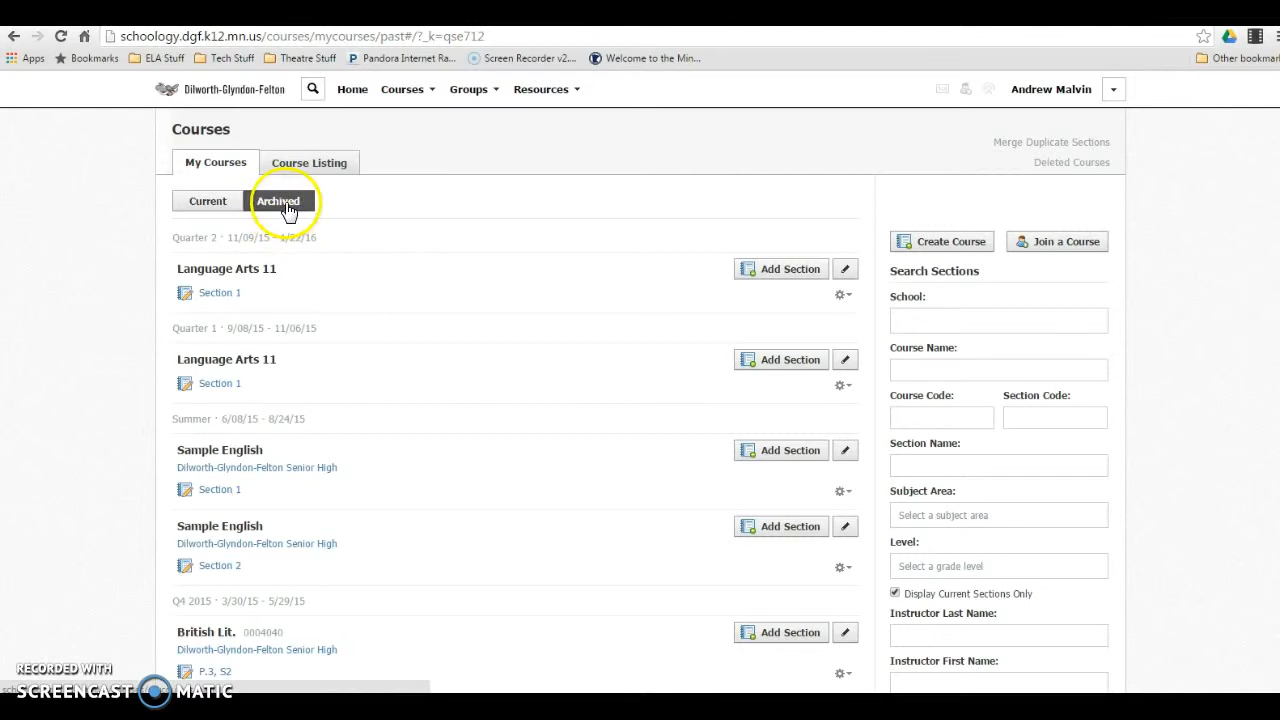 schoology.dgf.k12.mn.us/courses/mycourses/past#/?_k=qse712
Apps Bookmarks ELA Stuff Tech Stuff Theatre Stuff Pandora Internet Ra... Screen Recorder v2.... Welcome to the Min... Other bookmar
Dilworth-Glyndon-Felton Home Courses Groups Resources Andrew Malvin
Courses
Merge Duplicate Sections
My Courses Course Listing
Deleted Courses
Current Archived
Quarter 2 · 11/09/15 - 1/22/16
Create Course Join a Course
Language Arts 11 Add Section
Search Sections
Section 1
School:
Quarter 1 · 9/08/15 - 11/06/15
Course Name:
Language Arts 11 Add Section
Section 1
Course Code: Section Code:
Summer · 6/08/15 - 8/24/15
Section Name:
Sample English Add Section
Dilworth-Glyndon-Felton Senior High
Section 1
Subject Area:
Select a subject area
Sample English Add Section
Dilworth-Glyndon-Felton Senior High
Level:
Section 2
Select a grade level
Display Current Sections Only
Q4 2015 · 3/30/15 - 5/29/15
Instructor Last Name:
British Lit. 0004040 Add Section
Dilworth-Glyndon-Felton Senior High
Instructor First Name:
P.3, S2
RECORDED WITH
SCREENCAST MATIC